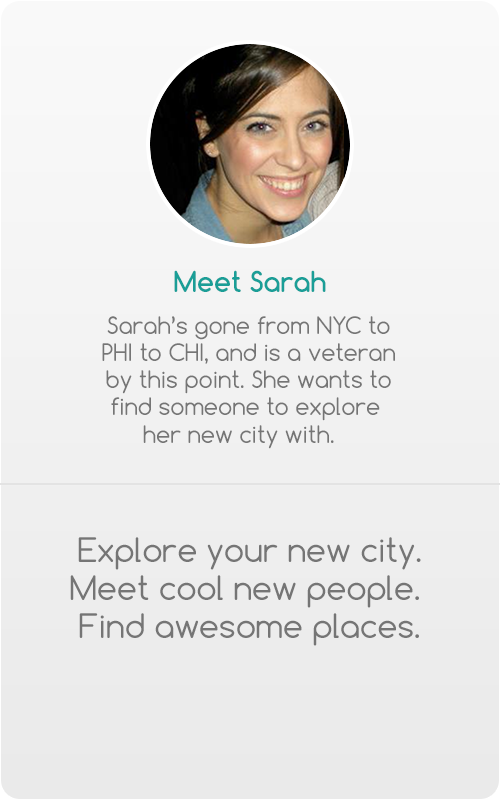 Meet Sarah
Sarah's gone from NYC to
PHI to CHI, and is a veteran
by this point. She wants to
find someone to explore
her new city with.
Explore your new city.
Meet cool new people.
Find awesome places.